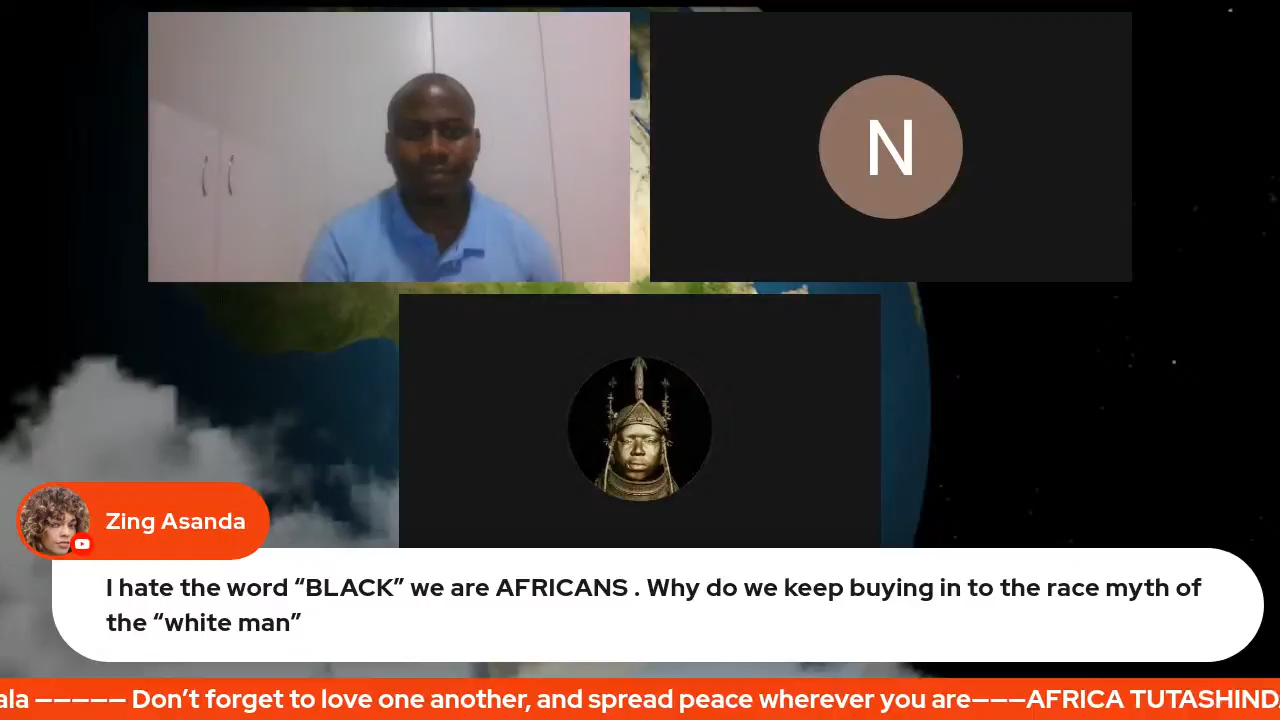 N
Zing Asanda
I hate the word “BLACK” we are AFRICANS . Why do we keep buying in to the race myth of
the “white man”
ala ————— Don’t forget to love one another, and spread peace wherever you are———AFRICA TUTASHIND